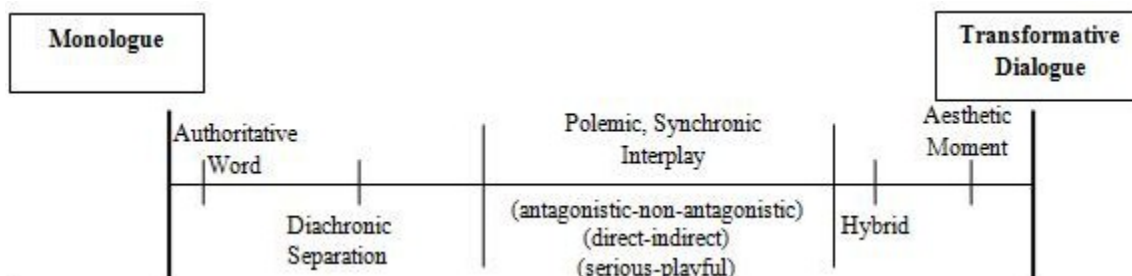 Monologue
Transformative
Dialogue
Authoritative
Word
Diachronic
Separation
Polemic, Synchronic
Interplay
(antagonistic-non-antagonistic)
(direct-indirect)
(serious-playful)
Hybrid
Aesthetic
Moment